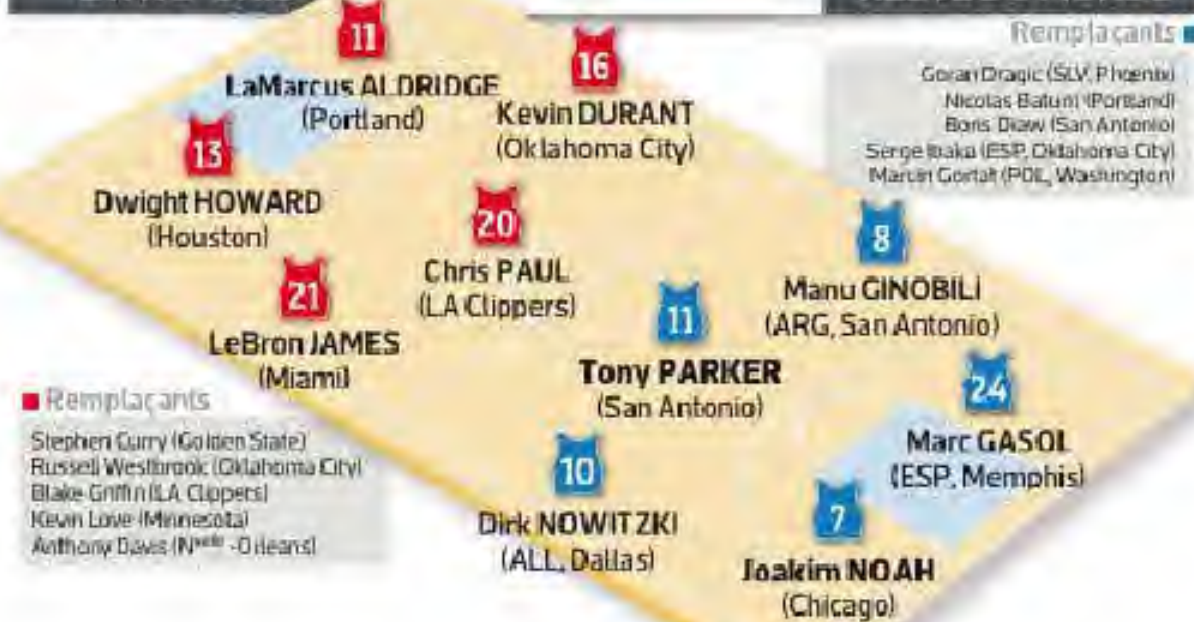 11
LaMarcus ALDRIDGE
(Portland)
16
Kevin DURANT
(Oklahoma City)
13
Dwight HOWARD
(Houston)
20
Chris PAUL
(LA Clippers)
21
LeBron JAMES
(Miami)
Remplaçants
Stephen Curry (Golden State)
Russell Westbrook (Oklahoma City)
Blake Griffin (LA Clippers)
Kevin Love (Minnesota)
Anthony Davis (Nvelle -Orleans)
Remplaçants
Goran Dragic (SLV, Phoenix)
Nicolas Batum (Portland)
Boris Diaw (San Antonio)
Serge Ibaka (ESP, Oklahoma City)
Marcin Gortat (POL, Washington)
8
Manu GINOBILI
(ARG, San Antonio)
11
Tony PARKER
(San Antonio)
24
Marc GASOL
(ESP, Memphis)
10
Dirk NOWITZKI
(ALL, Dallas)
7
Joakim NOAH
(Chicago)